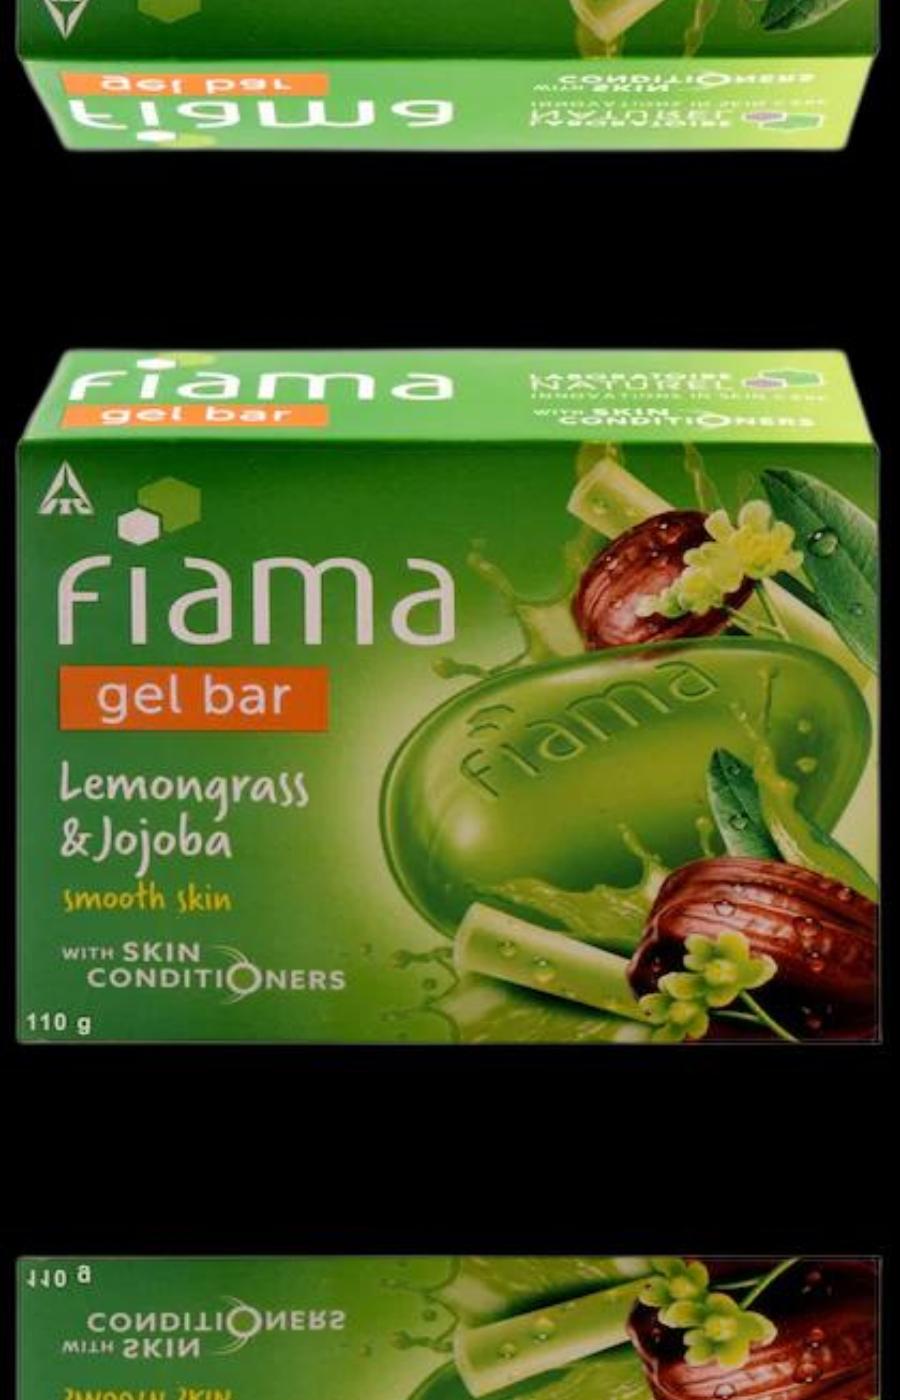 fiama
gel bar
LABORATOIRE
NATUREL
INNOVATIONS IN SKIN CARE
WITH SKIN
CONDITIONERS
ITC
fiama
gel bar
fiama
Lemongrass
& Jojoba
smooth skin
WITH SKIN
CONDITIONERS
110 g